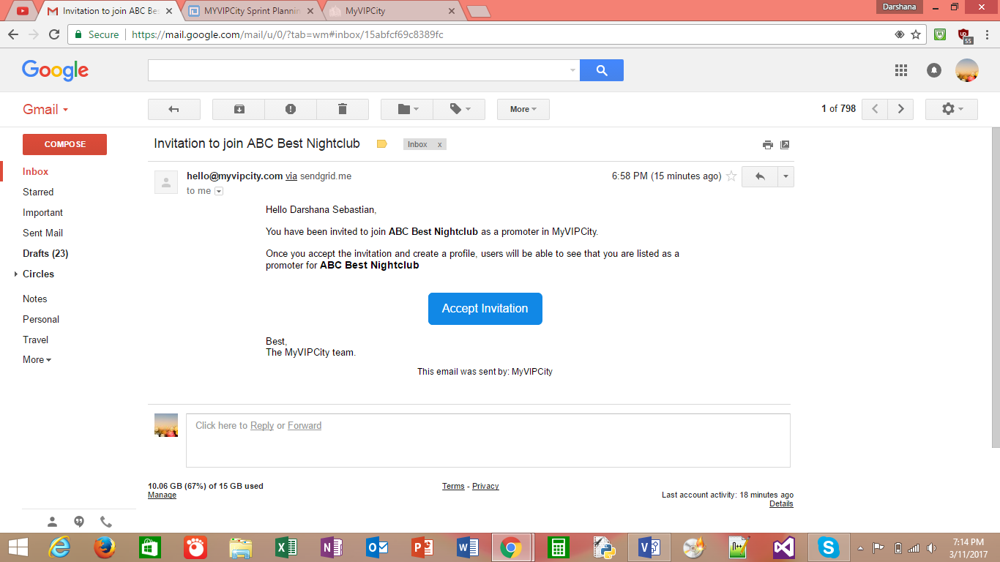 Invitation to join ABC Bes
MYVIPCity Sprint Plannin
MyVIPCity
Darshana
Secure
https://mail.google.com/mail/u/0/?tab=wm#inbox/15abfcf69c8389fc
55
Google
Gmail
More
1 of 798
COMPOSE
Invitation to join ABC Best Nightclub
Inbox x
Inbox
Starred
Important
Sent Mail
Drafts (23)
Circles
Notes
Personal
Travel
More
hello@myvipcity.com via sendgrid.me
6:58 PM (15 minutes ago)
to me
Hello Darshana Sebastian,
You have been invited to join ABC Best Nightclub as a promoter in MyVIPCity.
Once you accept the invitation and create a profile, users will be able to see that you are listed as a
promoter for ABC Best Nightclub
Accept Invitation
Best,
The MyVIPCity team.
This email was sent by: MyVIPCity
Click here to Reply or Forward
10.06 GB (67%) of 15 GB used
Manage
Terms - Privacy
Last account activity: 18 minutes ago
Details
7:14 PM
3/11/2017